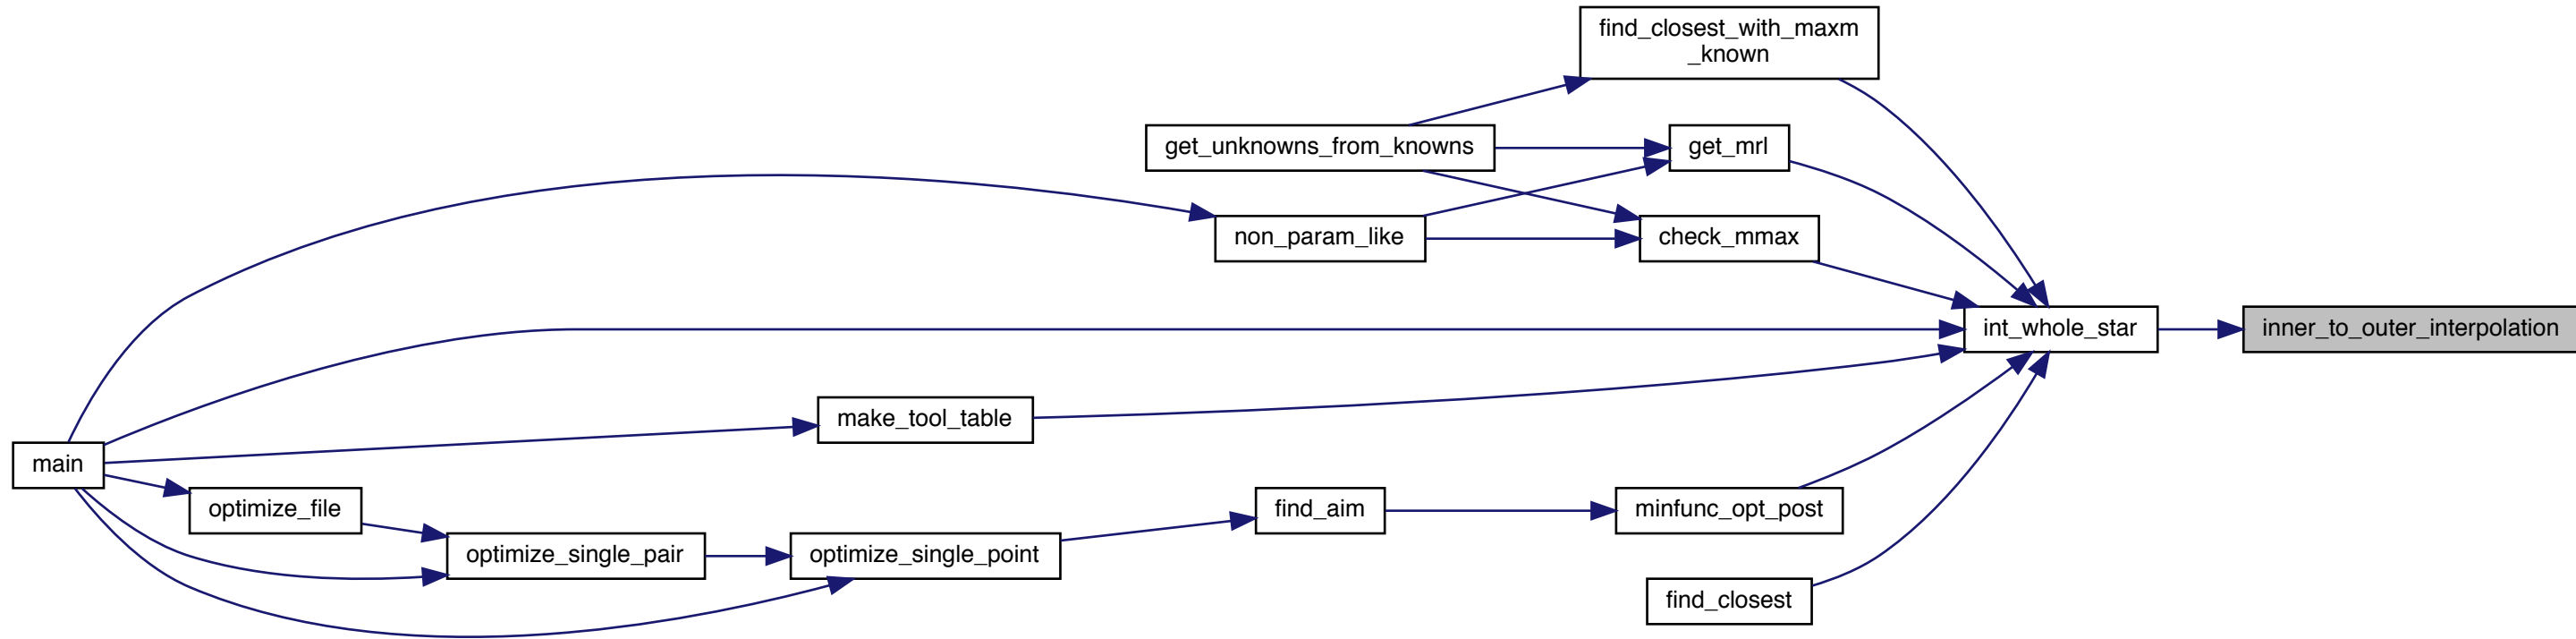 find_closest_with_maxm
_known
get_unknowns_from_knowns
get_mrl
non_param_like
check_mmax
int_whole_star
inner_to_outer_interpolation
make_tool_table
main
optimize_file
find_aim
minfunc_opt_post
optimize_single_pair
optimize_single_point
find_closest